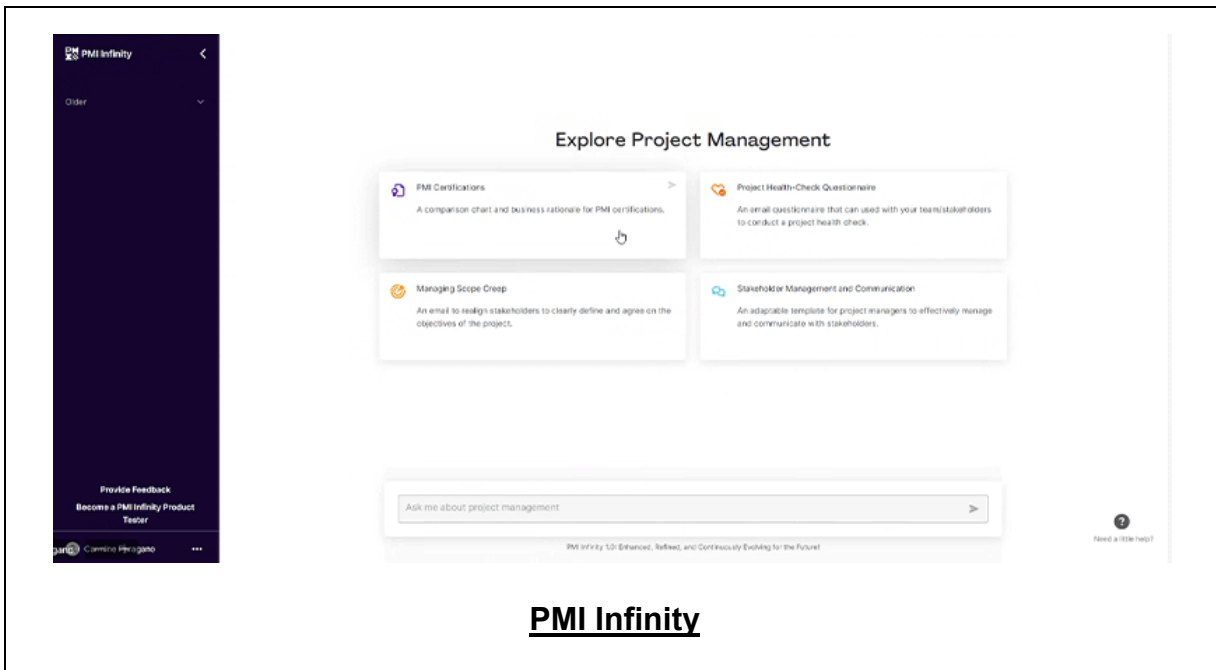 PMI Infinity
Older
Explore Project Management
PMI Certifications
A comparison chart and business rationale for PMI certifications.
Project Health-Check Questionnaire
An email questionnaire that can used with your team/stakeholders
to conduct a project health check.
Managing Scope Creep
An email to realign stakeholders to clearly define and agree on the
objectives of the project.
Stakeholder Management and Communication
An adaptable template for project managers to effectively manage
and communicate with stakeholders.
Provide Feedback
Become a PMI Infinity Product
Tester
Carmine
Ask me about project management
PMI Infinity 1.0: Enhanced, Refined, and Continuously Evolving for the Future!
Need a little help?
PMI Infinity